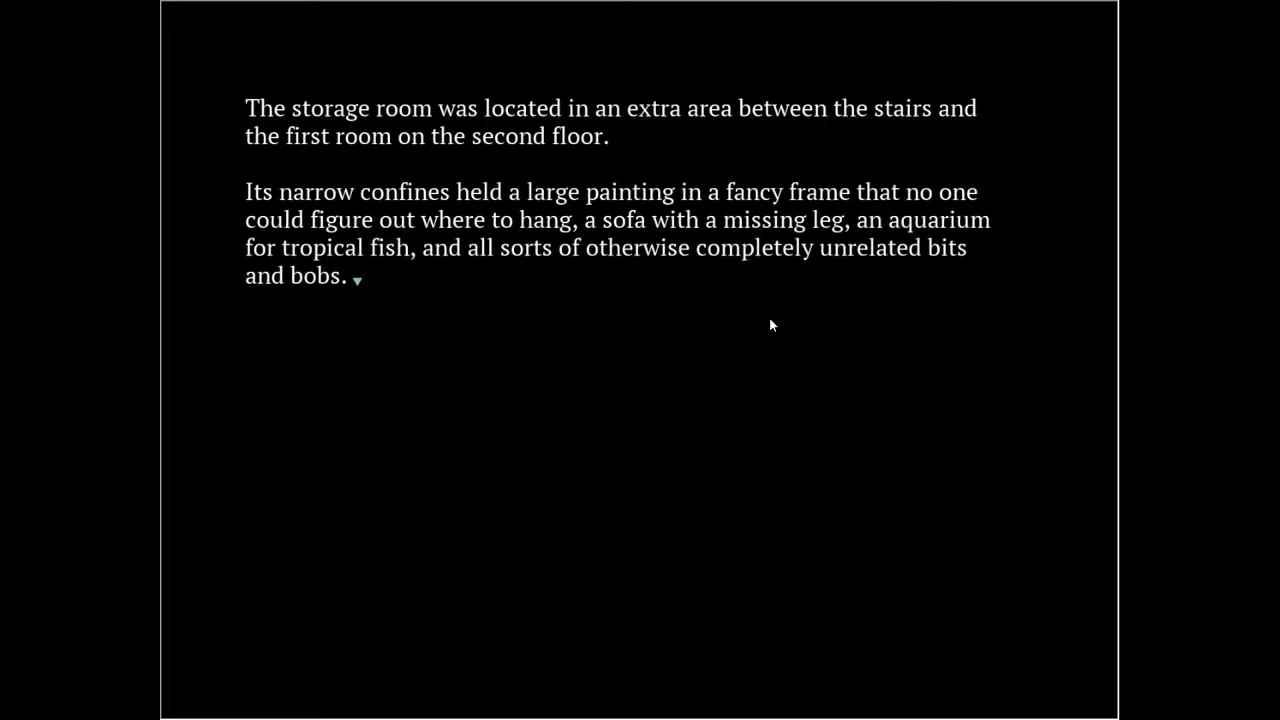 The storage room was located in an extra area between the stairs and
the first room on the second floor.
Its narrow confines held a large painting in a fancy frame that no one
could figure out where to hang, a sofa with a missing leg, an aquarium
for tropical fish, and all sorts of otherwise completely unrelated bits
and bobs.